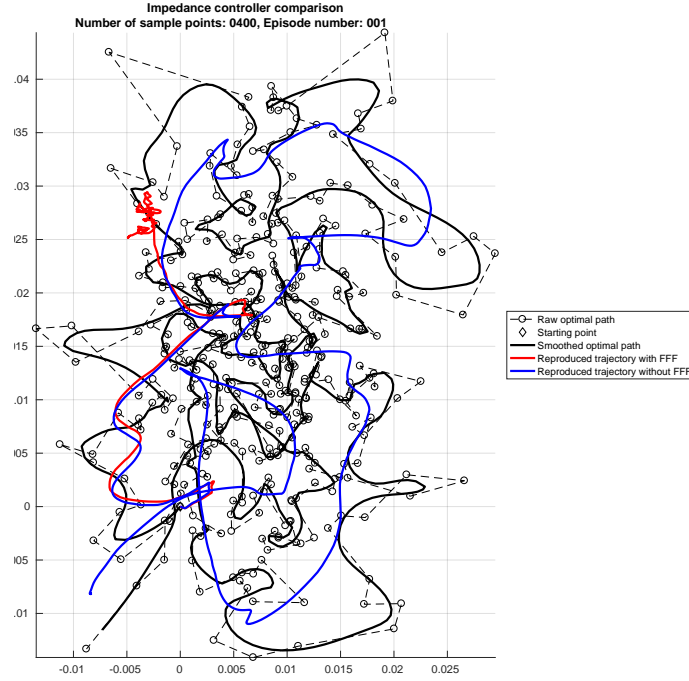 Impedance controller comparison
Number of sample points: 0400, Episode number: 001
.04
.035
.03
.025
.02
.015
.01
.005
0
.005
.01
-0.01
-0.005
0
0.005
0.01
0.015
0.02
0.025
Raw optimal path
Starting point
Smoothed optimal path
Reproduced trajectory with FFF
Reproduced trajectory without FFF